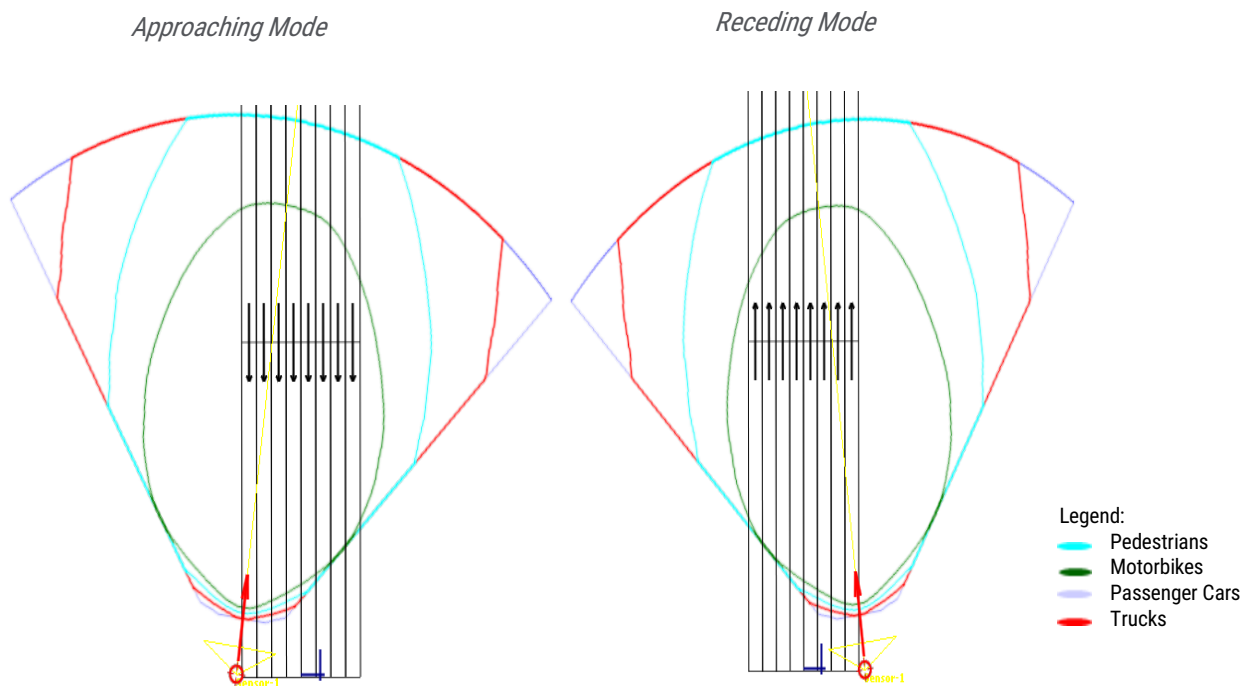 Approaching Mode
Receding Mode
Legend:
Pedestrians
Motorbikes
Passenger Cars
Trucks